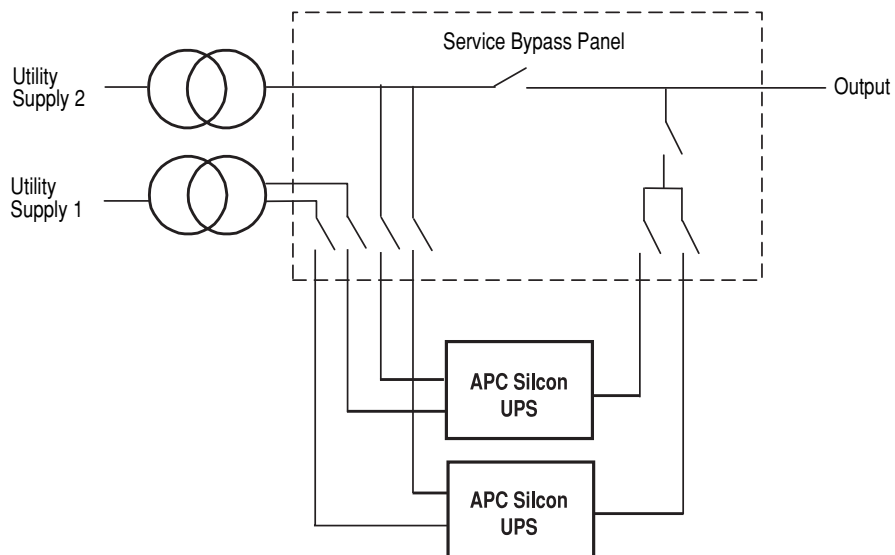 Service Bypass Panel
Utility
Supply 2
Output
Utility
Supply 1
APC Silcon
UPS
APC Silcon
UPS